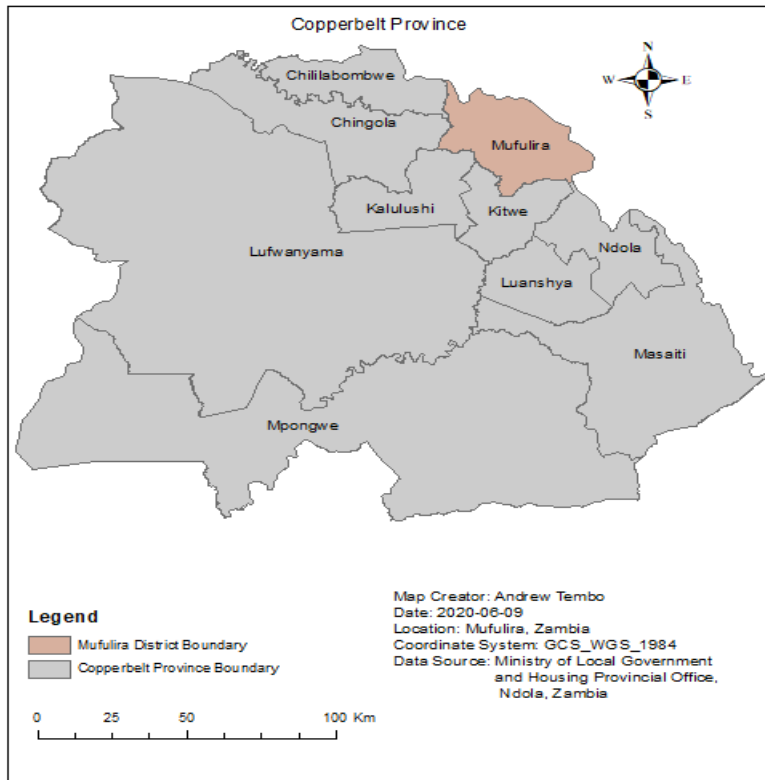 Copperbelt Province
N
W E
S
Chililabombwe
Chingola
Mufulira
Kalulushi
Kitwe
Lufwanyama
Ndola
Luanshya
Masaiti
Mpongwe
Legend
Mufulira District Boundary
Copperbelt Province Boundary
0 25 50 100 Km
Map Creator: Andrew Tembo
Date: 2020-06-09
Location: Mufulira, Zambia
Coordinate System: GCS_WGS_1984
Data Source: Ministry of Local Government
and Housing Provincial Office,
Ndola, Zambia